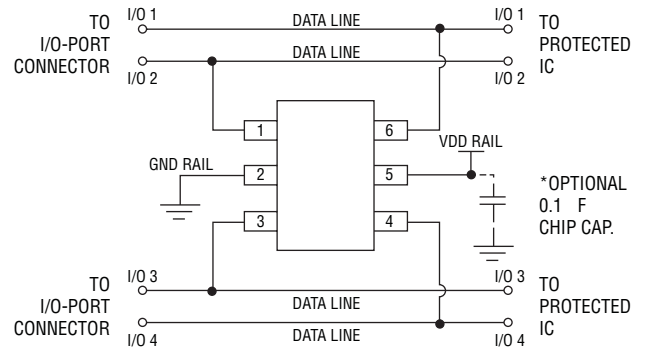 I/O 1
DATA LINE
I/O 1
TO
I/O-PORT
CONNECTOR
DATA LINE
TO
PROTECTED
IC
I/O 2
I/O 2
1
6
GND RAIL
VDD RAIL
2
5
*OPTIONAL
0.1 F
CHIP CAP.
3
4
I/O 3
I/O 3
TO
I/O-PORT
CONNECTOR
DATA LINE
TO
PROTECTED
IC
DATA LINE
I/O 4
I/O 4